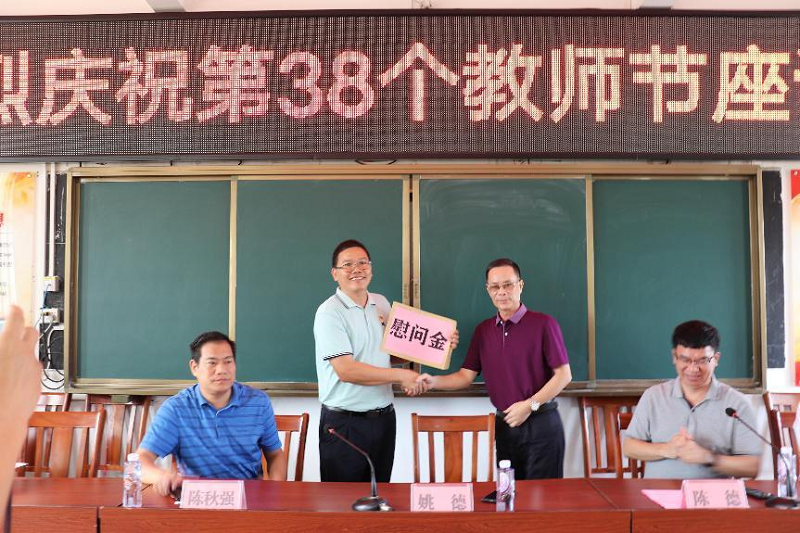 烈庆祝第38个教师节座
慰问金
陈秋强
姚 德
陈 德